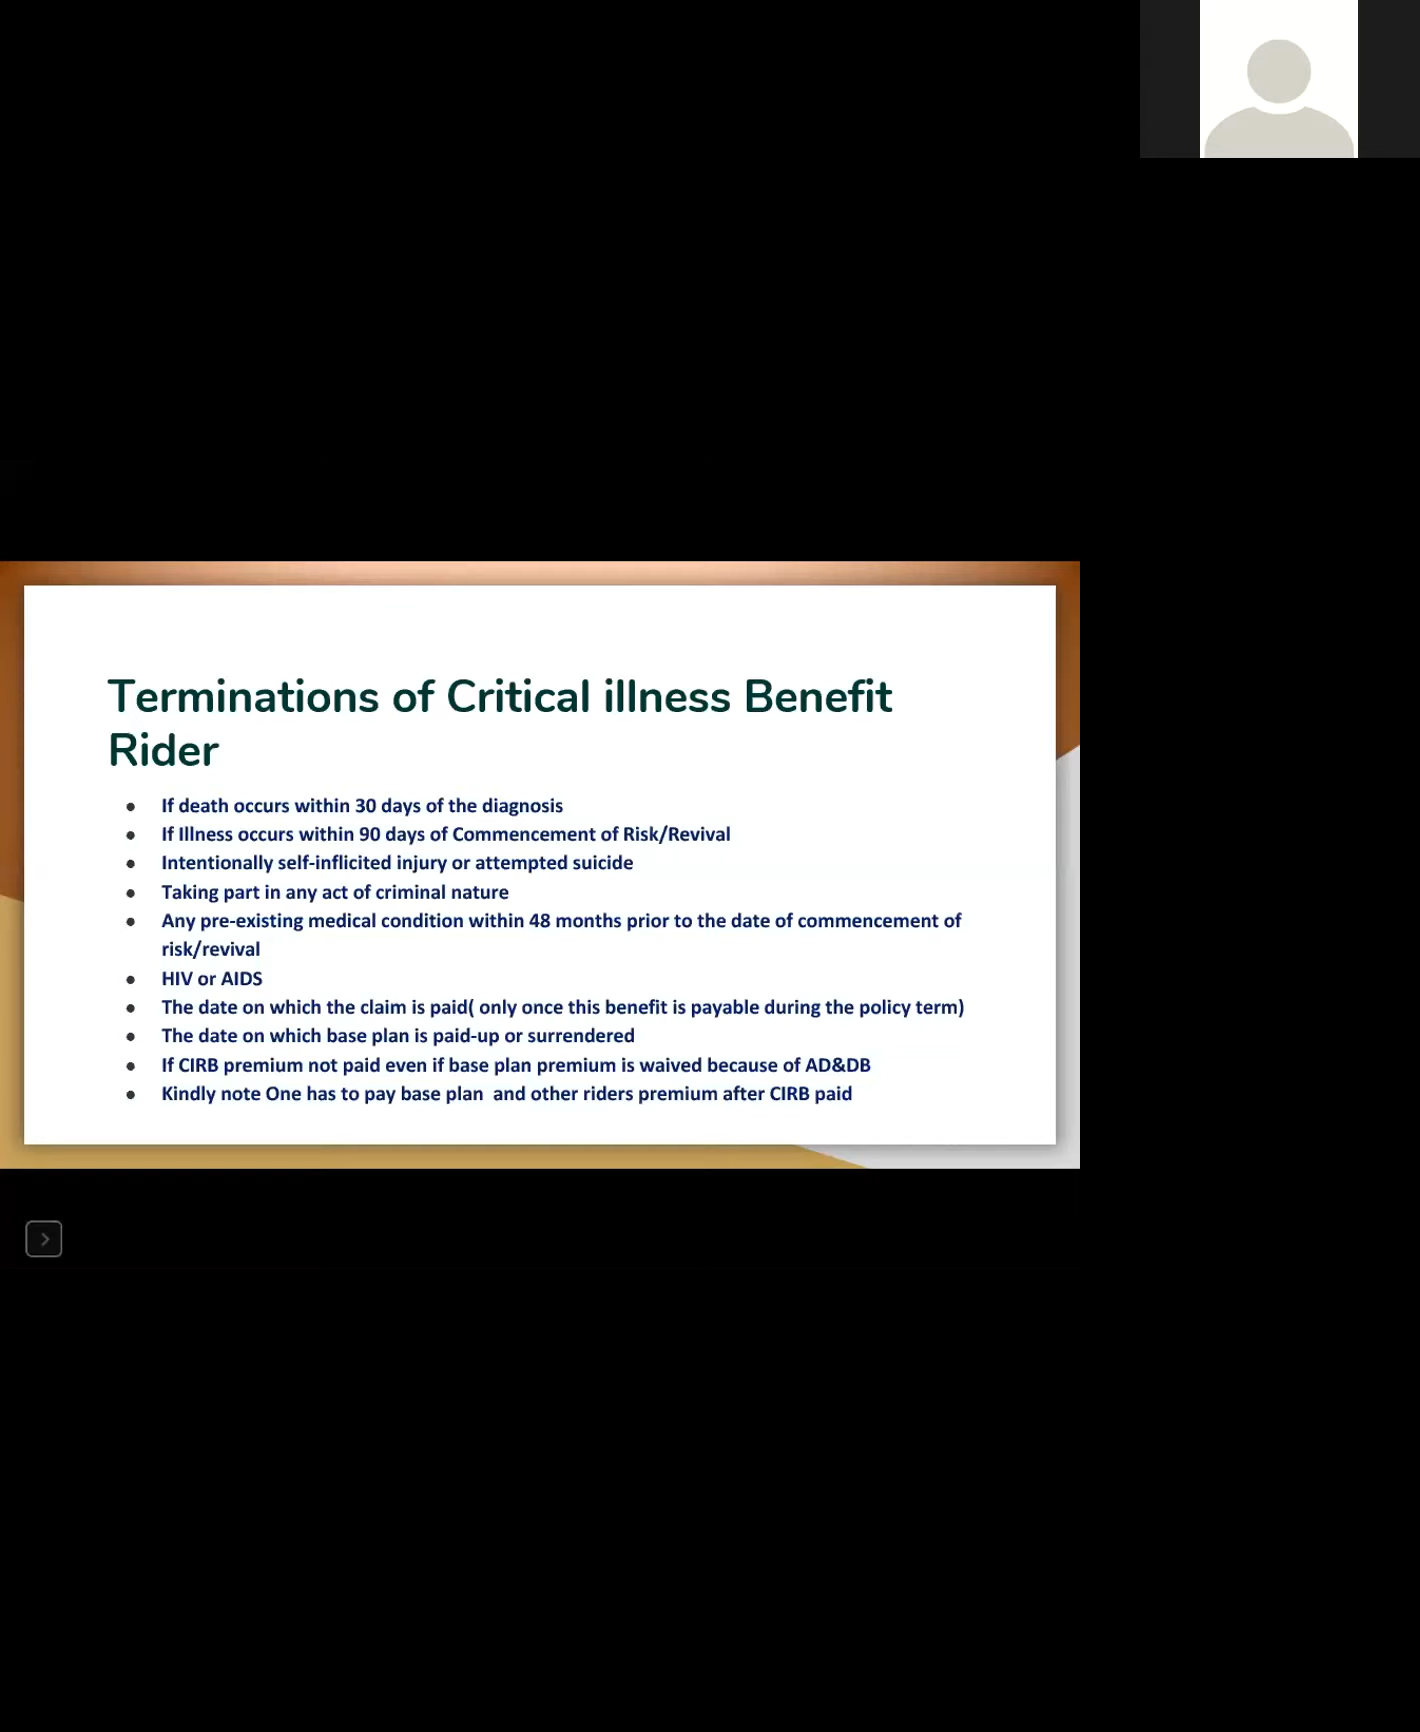 Terminations of Critical illness Benefit
Rider
● If death occurs within 30 days of the diagnosis
● If Illness occurs within 90 days of Commencement of Risk/Revival
● Intentionally self-inflicited injury or attempted suicide
● Taking part in any act of criminal nature
● Any pre-existing medical condition within 48 months prior to the date of commencement of
risk/revival
● HIV or AIDS
● The date on which the claim is paid( only once this benefit is payable during the policy term)
● The date on which base plan is paid-up or surrendered
● If CIRB premium not paid even if base plan premium is waived because of AD&DB
● Kindly note One has to pay base plan  and other riders premium after CIRB paid